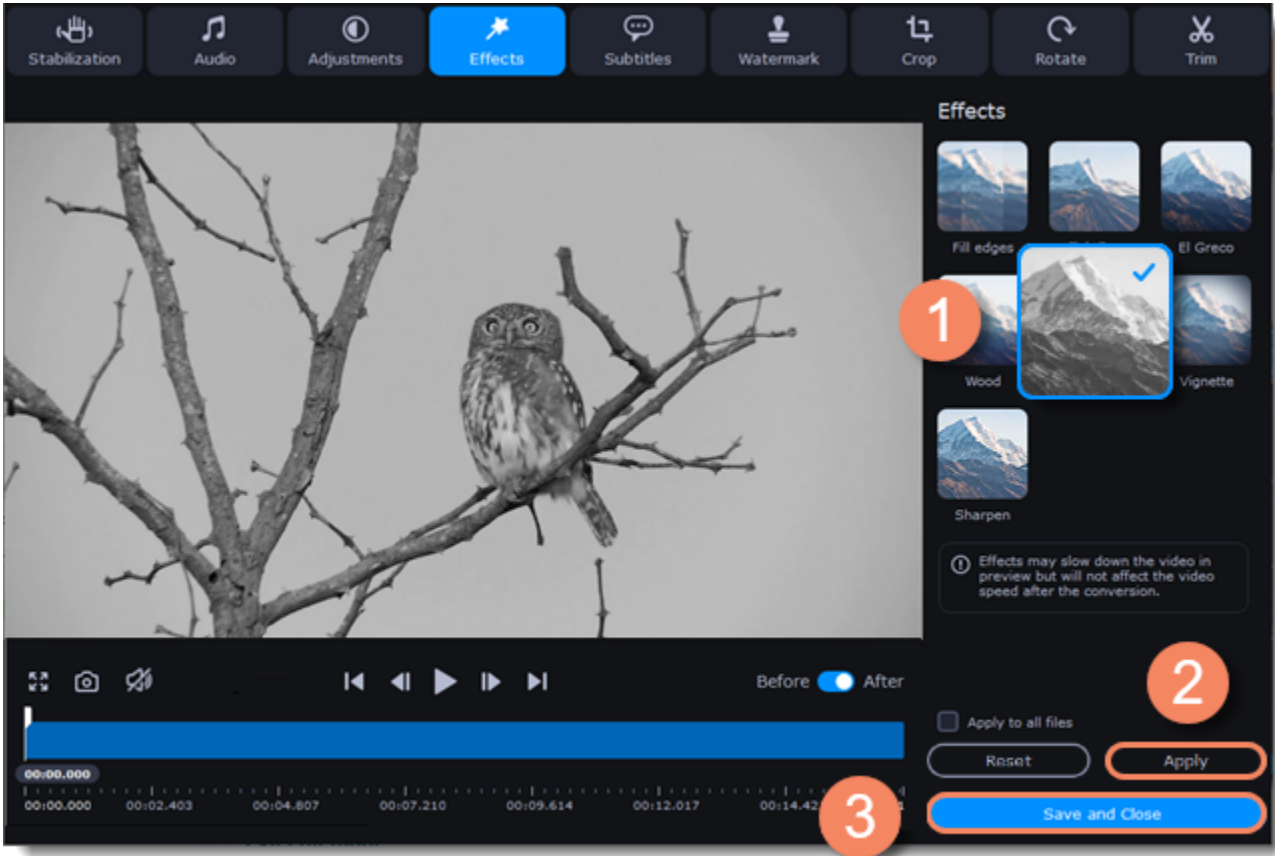 Stabilization
Audio
Adjustments
Effects
Subtitles
Watermark
Crop
Rotate
Trim
Effects
Fill edges
El Greco
1
Wood
Vignette
Sharpen
Effects may slow down the video in
preview but will not affect the video
speed after the conversion.
Before
After
2
Apply to all files
Reset
Apply
00:00.000
00:00.000
00:02.403
00:04.807
00:07.210
00:09.614
00:12.017
3
Save and Close